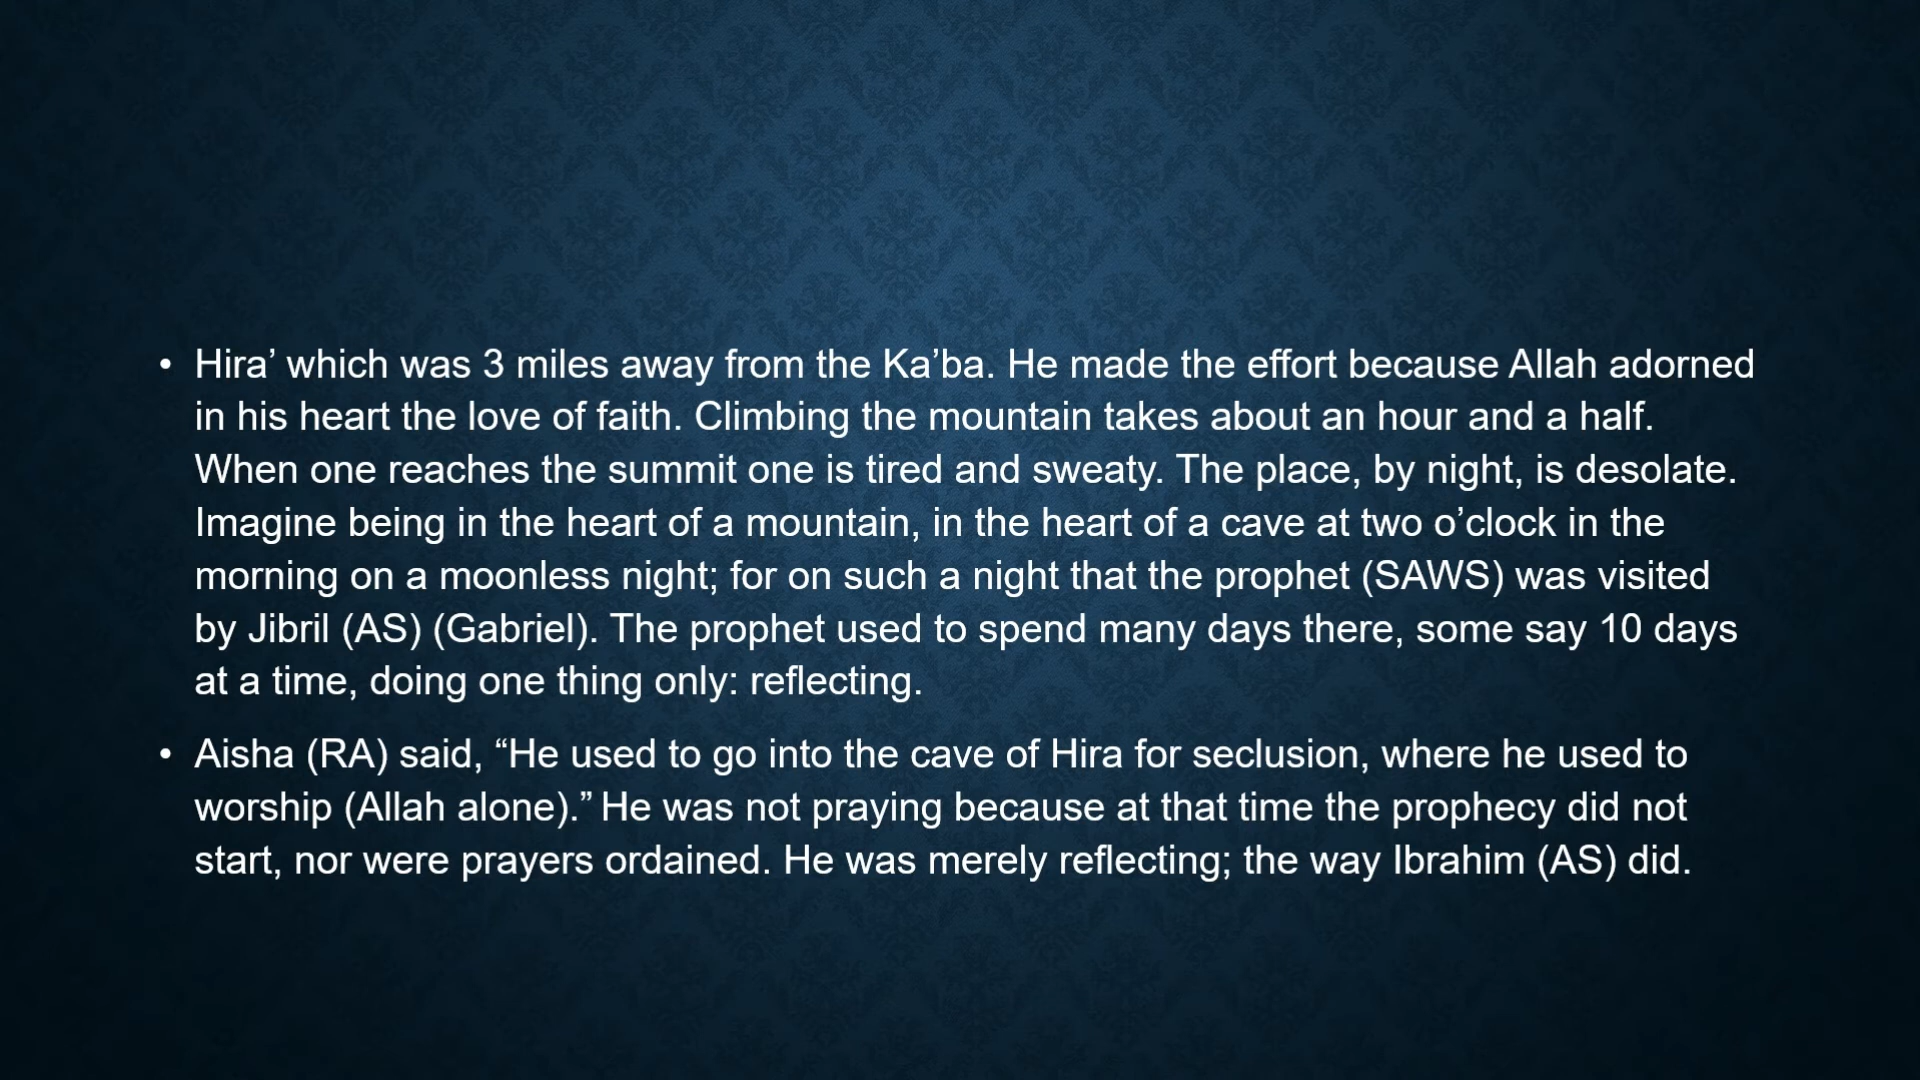 • Hira’ which was 3 miles away from the Ka’ba. He made the effort because Allah adorned
in his heart the love of faith. Climbing the mountain takes about an hour and a half.
When one reaches the summit one is tired and sweaty. The place, by night, is desolate.
Imagine being in the heart of a mountain, in the heart of a cave at two o’clock in the
morning on a moonless night; for on such a night that the prophet (SAWS) was visited
by Jibril (AS) (Gabriel). The prophet used to spend many days there, some say 10 days
at a time, doing one thing only: reflecting.
• Aisha (RA) said, “He used to go into the cave of Hira for seclusion, where he used to
worship (Allah alone).” He was not praying because at that time the prophecy did not
start, nor were prayers ordained. He was merely reflecting; the way Ibrahim (AS) did.